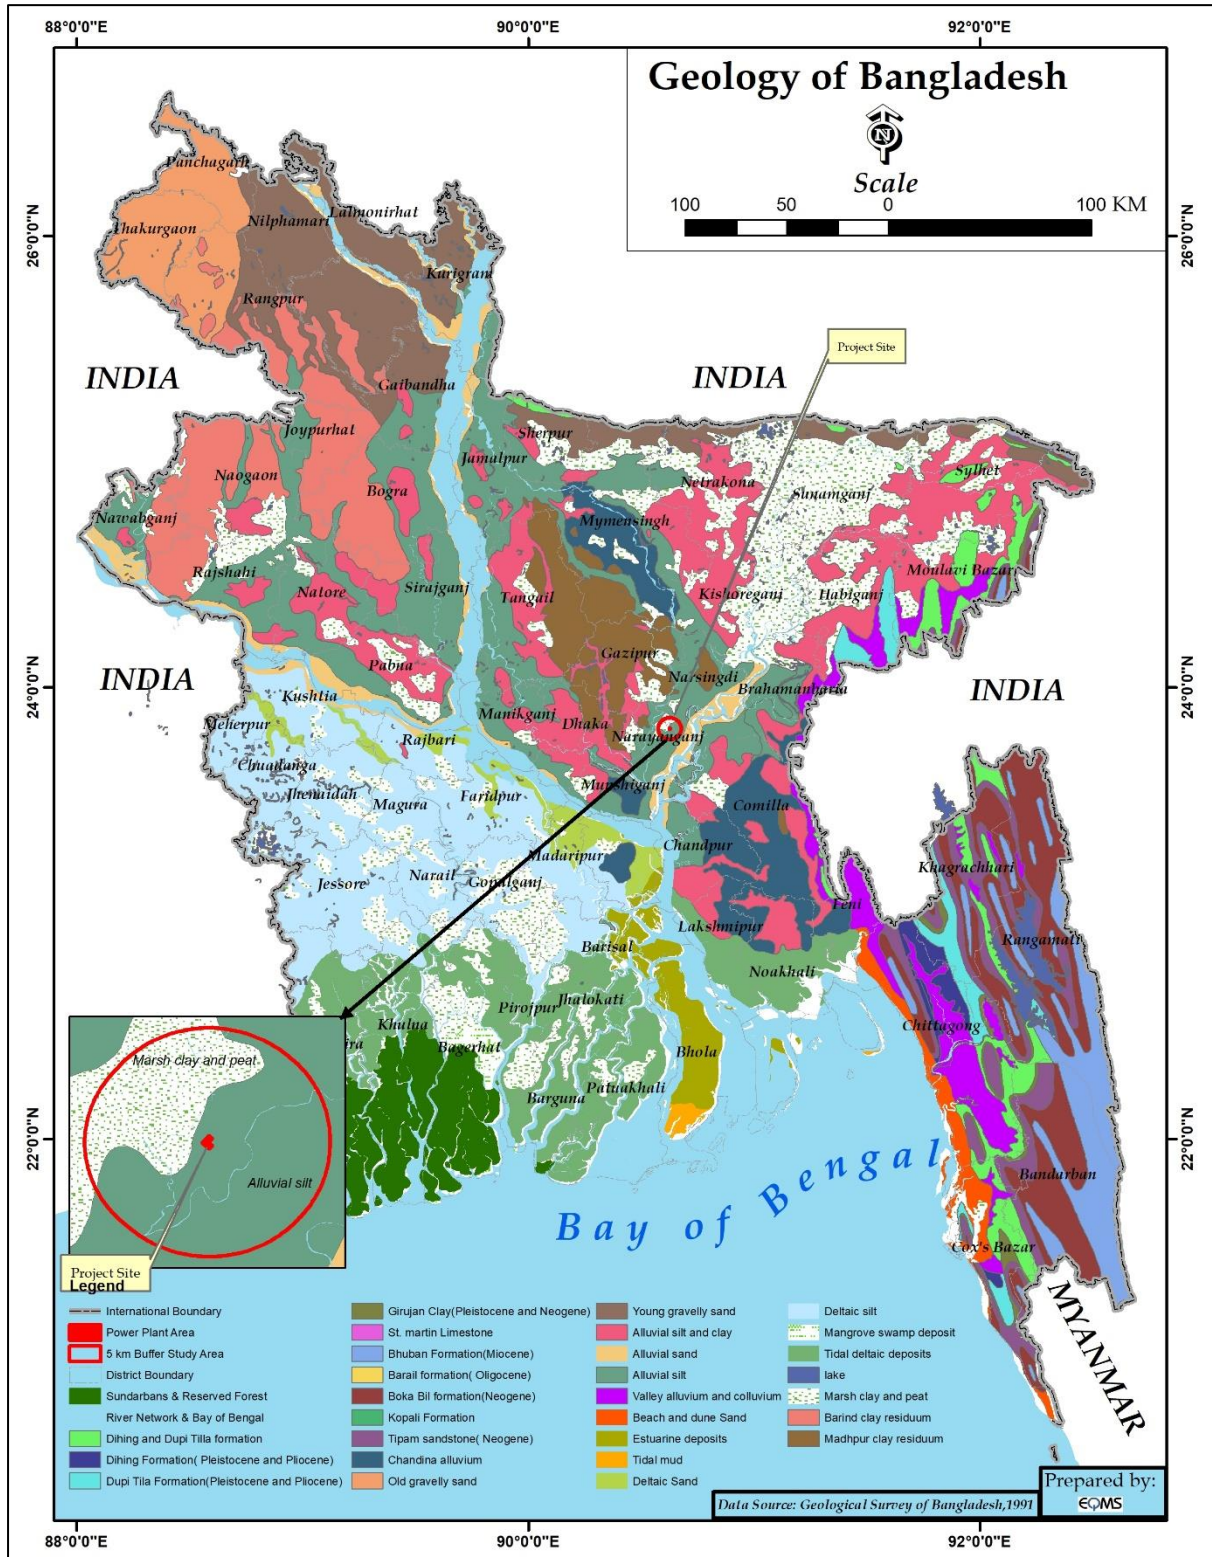 88°0'0"E 90°0'0"E 92°0'0"E
Geology of Bangladesh
N
Scale
100 50 0 100 KM
26°0'0"N 26°0'0"N
Panchagarh
Thakurgaon
Nilphamari
Lalmonirhat
Kurigram
Rangpur
Project Site
INDIA
INDIA
Gaibandha
Joypurhat
Sherpur
Jamalpur
Netrakona
Sylhet
Sunamganj
Naogaon
Bogra
Nawabganj
Mymensingh
Rajshahi
Moulavi Bazar
Natore
Sirajganj
Tangail
Kishoreganj
Habiganj
Gazipur
Pabna
INDIA
INDIA
24°0'0"N 24°0'0"N
Narsingdi
Brahamanbaria
Kushtia
Meherpur
Manikganj
Dhaka
Rajbari
Narayanganj
Chuadanga
Jhenaidah
Magura
Faridpur
Munshiganj
Comilla
Chandpur
Madaripur
Khagrachhari
Jessore
Narail
Gopalganj
Feni
Lakshmipur
Rangamati
Barisal
Noakhali
Pirojpur
Jhalokati
Khulna
ira
Bagerhat
Chittagong
Bhola
Patuakhali
Barguna
22°0'0"N 22°0'0"N
Marsh clay and peat
Alluvial silt
Project Site
Bandarban
Bay of Bengal
Cox's Bazar
MYANMAR
Legend
International Boundary
Power Plant Area
5 km Buffer Study Area
District Boundary
Sundarbans & Reserved Forest
River Network & Bay of Bengal
Dihing and Dupi Tilla formation
Dihing Formation( Pleistocene and Pliocene)
Dupi Tila Formation(Pleistocene and Pliocene)
Girujan Clay(Pleistocene and Neogene)
St. martin Limestone
Bhuban Formation(Miocene)
Barail formation( Oligocene)
Boka Bil formation(Neogene)
Kopali Formation
Tipam sandstone( Neogene)
Chandina alluvium
Old gravelly sand
Young gravelly sand
Alluvial silt and clay
Alluvial sand
Alluvial silt
Valley alluvium and colluvium
Beach and dune Sand
Estuarine deposits
Tidal mud
Deltaic Sand
Deltaic silt
Mangrove swamp deposit
Tidal deltaic deposits
lake
Marsh clay and peat
Barind clay residuum
Madhpur clay residuum
Data Source: Geological Survey of Bangladesh,1991
Prepared by:
EQMS
88°0'0"E 90°0'0"E 92°0'0"E